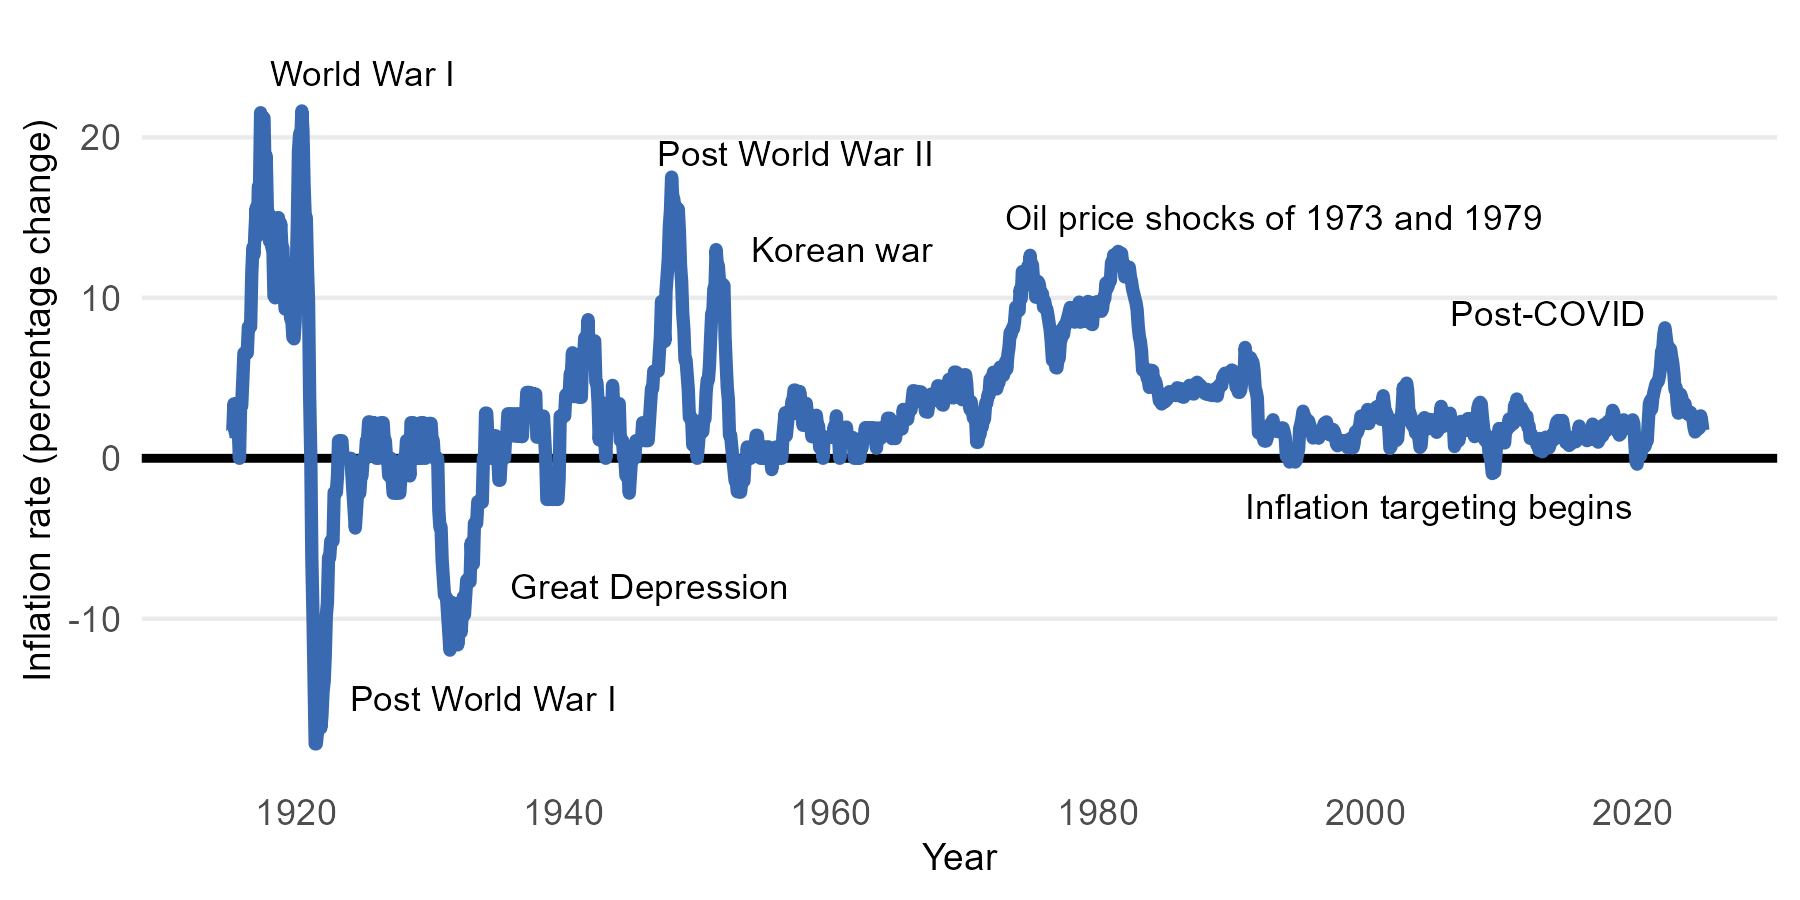 World War I
20
Post World War II
Oil price shocks of 1973 and 1979
Korean war
10
Post-COVID
0
Inflation targeting begins
Great Depression
-10
Post World War I
Inflation rate (percentage change)
1920
1940
1960
1980
2000
2020
Year